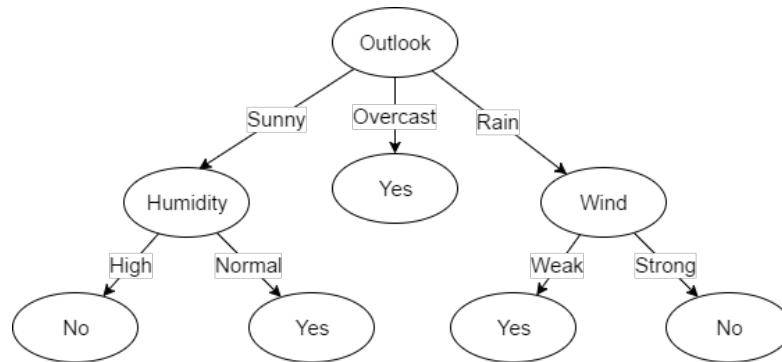 Outlook
Sunny
Overcast
Rain
Humidity
Yes
Wind
High
Normal
Weak
Strong
No
Yes
Yes
No